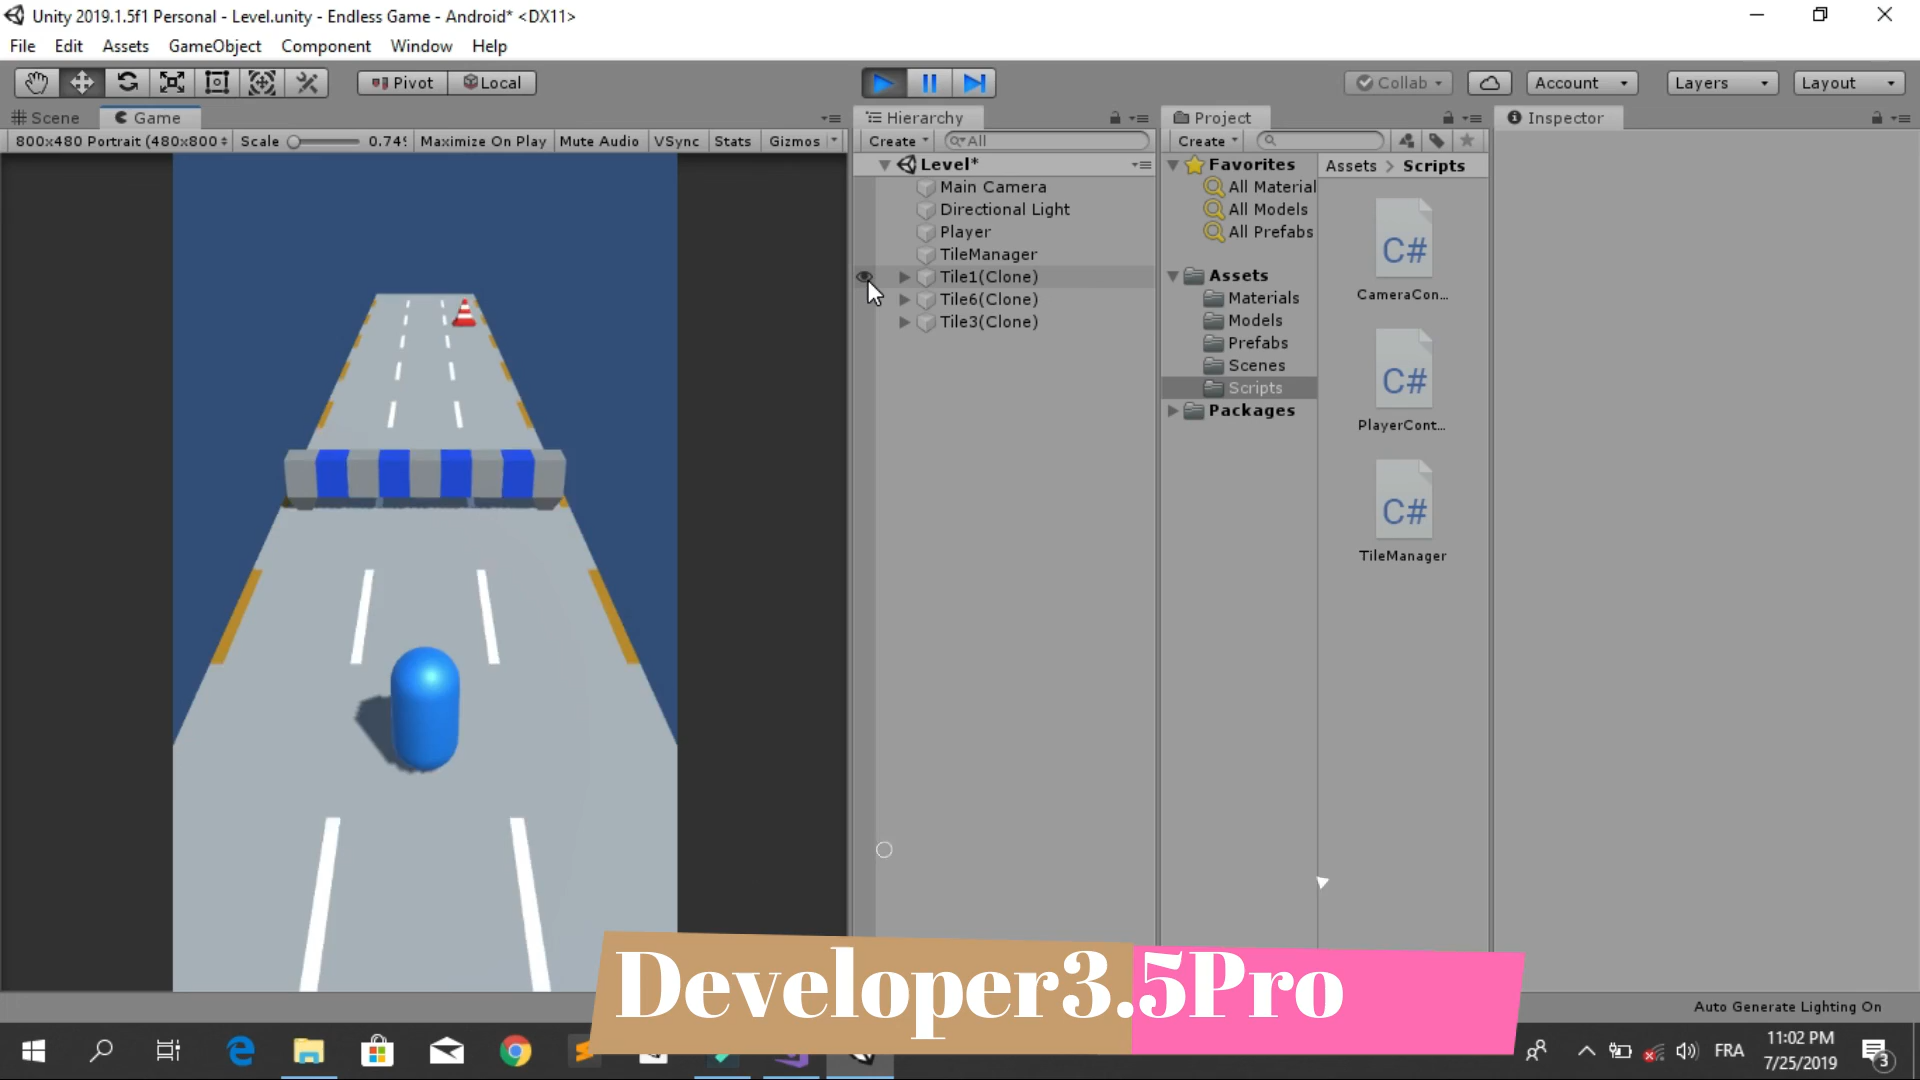 Unity 2019.1.5f1 Personal - Level.unity - Endless Game - Android* <DX11>
File Edit Assets GameObject Component Window Help
Pivot Local Collab Account Layers Layout
Scene Game
800x480 Portrait (480x800 Scale 0.749 Maximize On Play Mute Audio VSync Stats Gizmos
Hierarchy
Create All
Level*
Main Camera
Directional Light
Player
TileManager
Tile1(Clone)
Tile6(Clone)
Tile3(Clone)
Project
Create
Favorites
All Material
All Models
All Prefabs
Assets
Materials
Models
Prefabs
Scenes
Scripts
Packages
Assets > Scripts
C#
CameraCon...
C#
PlayerCont...
C#
TileManager
Inspector
Auto Generate Lighting On
Developer3.5Pro
FRA
11:02 PM
7/25/2019
3